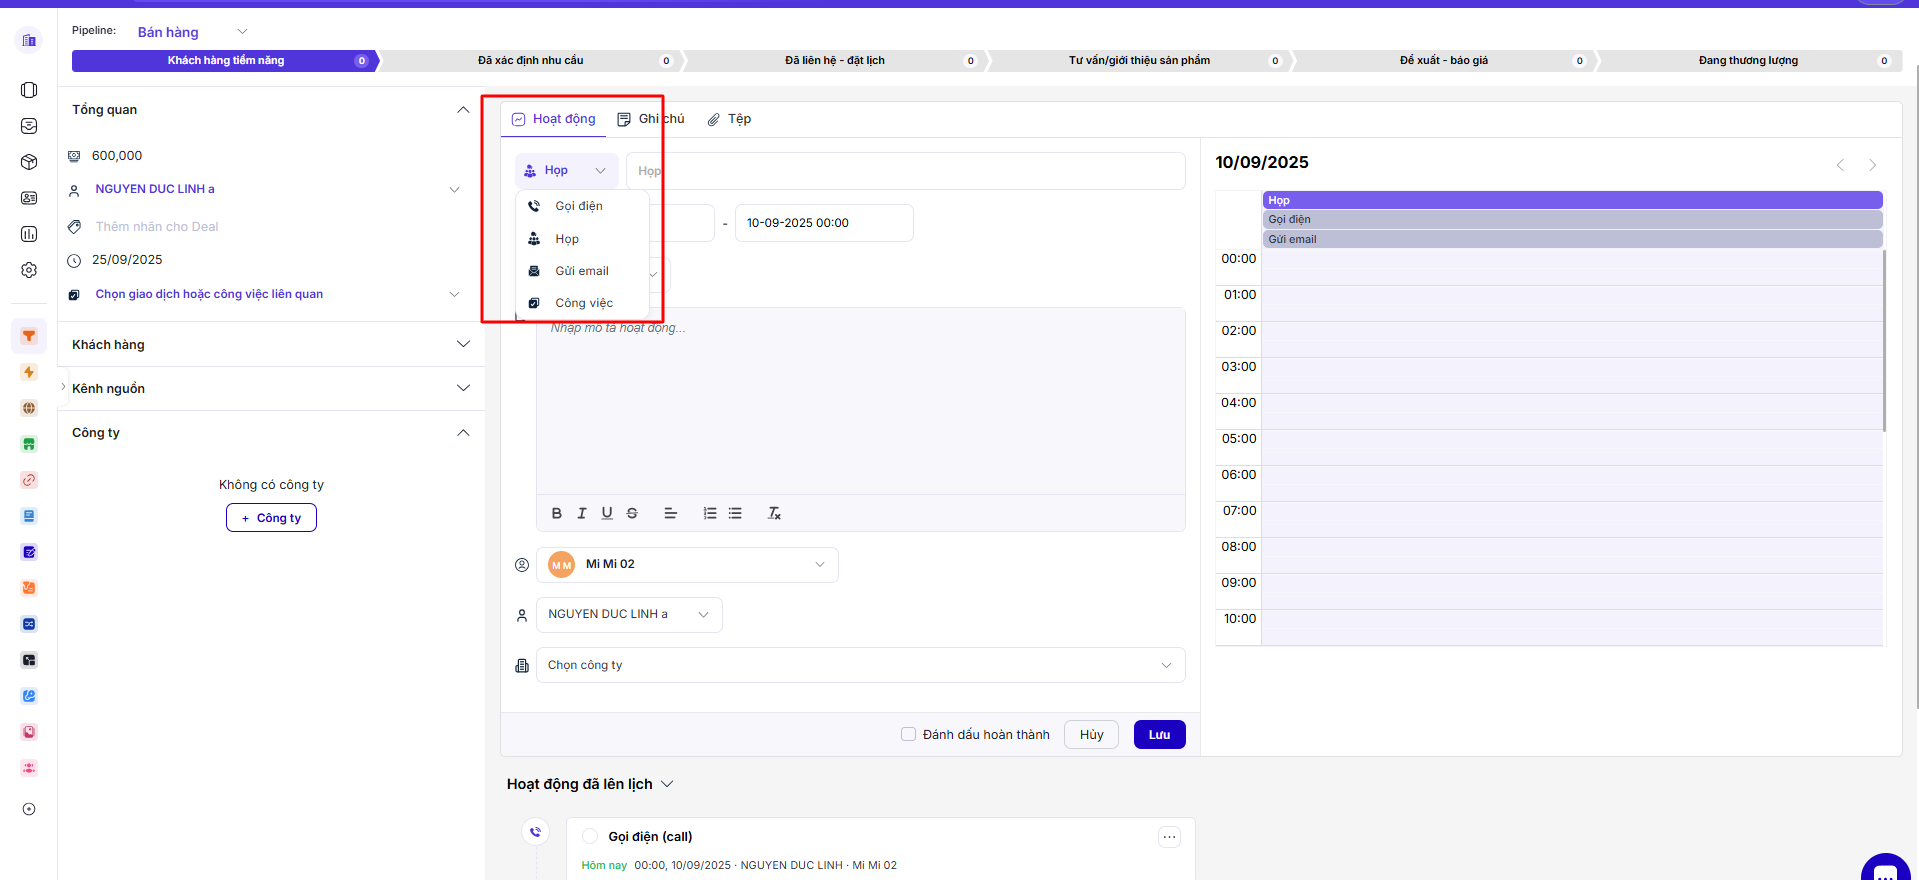 Pipeline: Bán hàng
Khách hàng tiềm năng 0
Đã xác định nhu cầu 0
Đã liên hệ - đặt lịch 0
Tư vấn/giới thiệu sản phẩm 0
Đề xuất - báo giá 0
Đang thương lượng 0
Tổng quan
600,000
NGUYEN DUC LINH a
Thêm nhãn cho Deal
25/09/2025
Chọn giao dịch hoặc công việc liên quan
Khách hàng
Kênh nguồn
Công ty
Không có công ty
+ Công ty
Hoạt động Ghi chú Tệp
Họp Họp
Gọi điện
Họp
Gửi email
Công việc
- 10-09-2025 00:00
Nhập mô tả hoạt động...
B I U S
MM Mi Mi 02
NGUYEN DUC LINH a
Chọn công ty
Đánh dấu hoàn thành Hủy Lưu
10/09/2025
Họp
Gọi điện
Gửi email
00:00
01:00
02:00
03:00
04:00
05:00
06:00
07:00
08:00
09:00
10:00
Hoạt động đã lên lịch
Gọi điện (call)
Hôm nay 00:00, 10/09/2025 · NGUYEN DUC LINH · Mi Mi 02